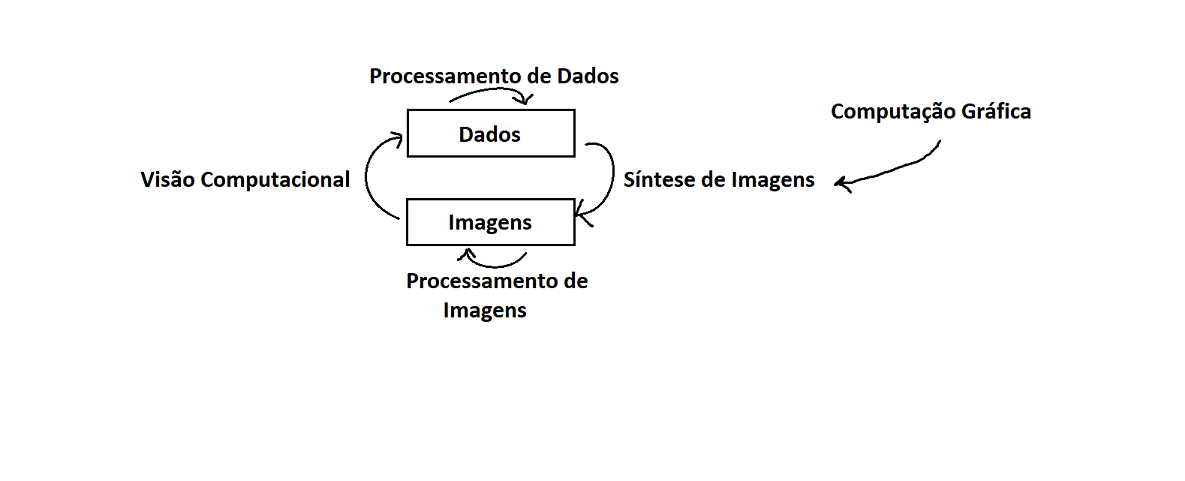 Processamento de Dados
Computação Gráfica
Dados
Visão Computacional
Síntese de Imagens
Imagens
Processamento de
Imagens